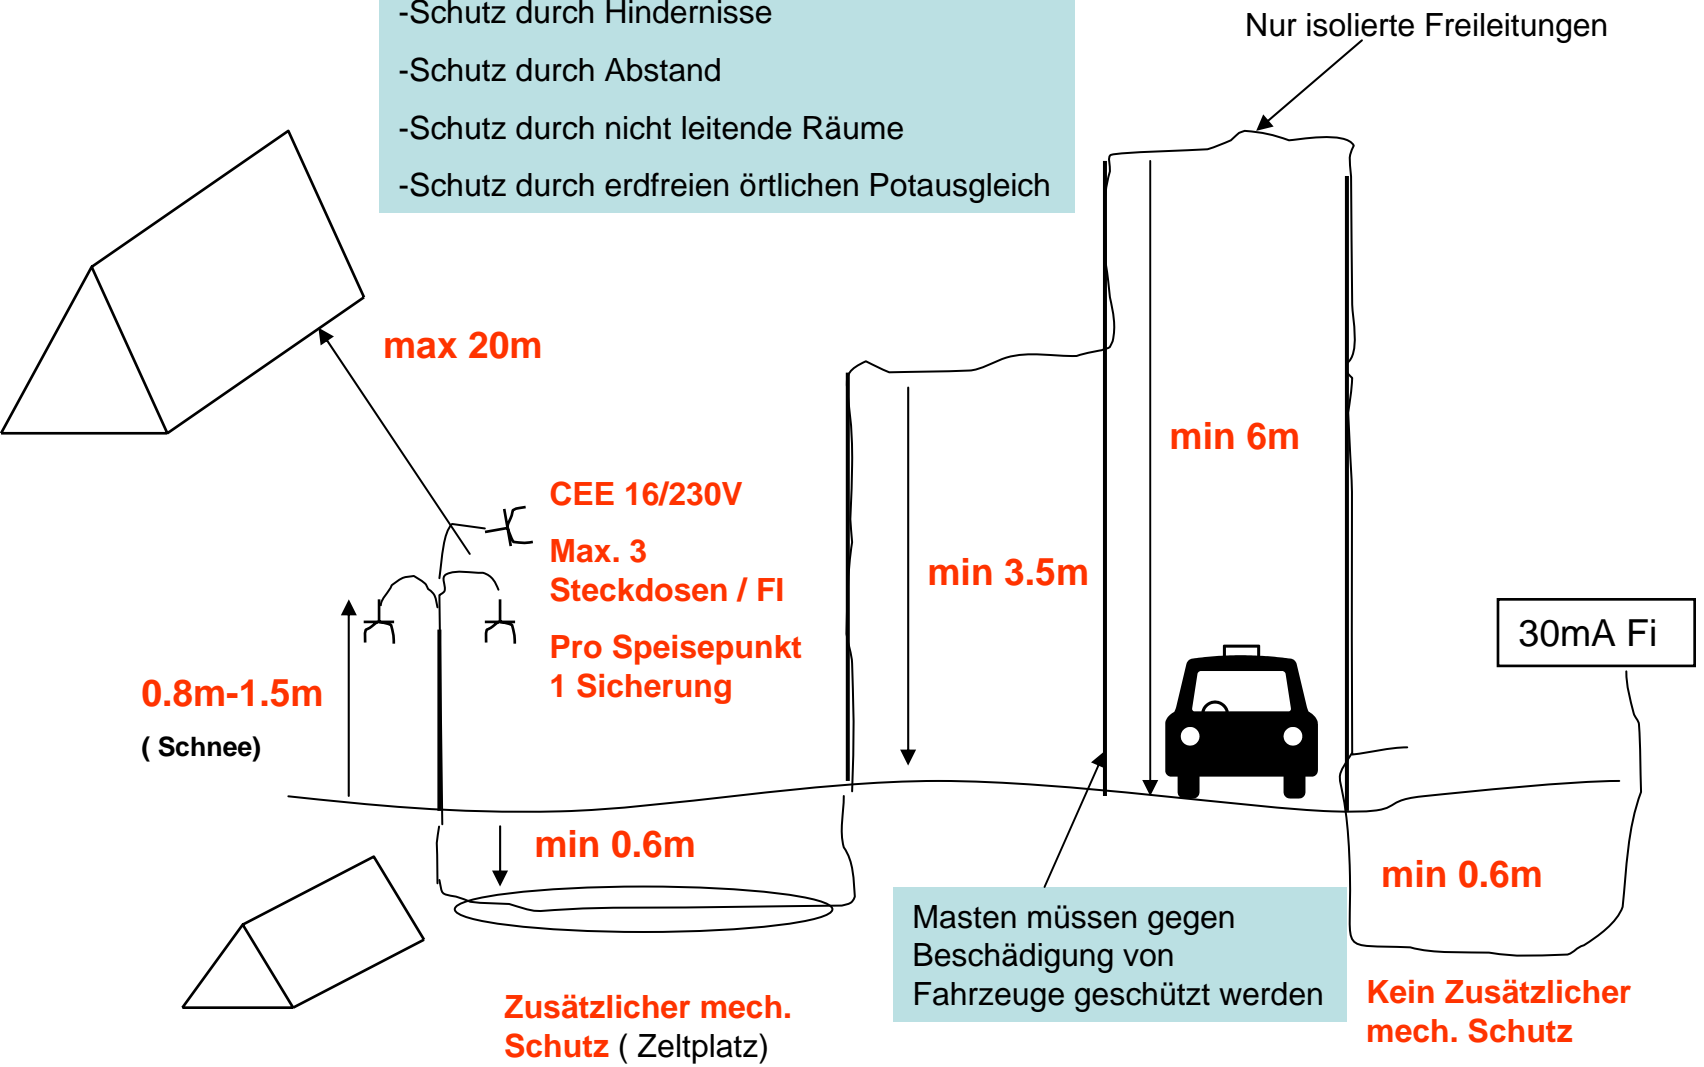 -Schutz durch Hindernisse
-Schutz durch Abstand
-Schutz durch nicht leitende Räume
-Schutz durch erdfreien örtlichen Potausgleich
Nur isolierte Freileitungen
max 20m
min 6m
CEE 16/230V
Max. 3
Steckdosen / FI
Pro Speisepunkt
1 Sicherung
min 3.5m
30mA Fi
0.8m-1.5m
( Schnee)
min 0.6m
min 0.6m
Masten müssen gegen
Beschädigung von
Fahrzeuge geschützt werden
Zusätzlicher mech.
Schutz ( Zeltplatz)
Kein Zusätzlicher
mech. Schutz